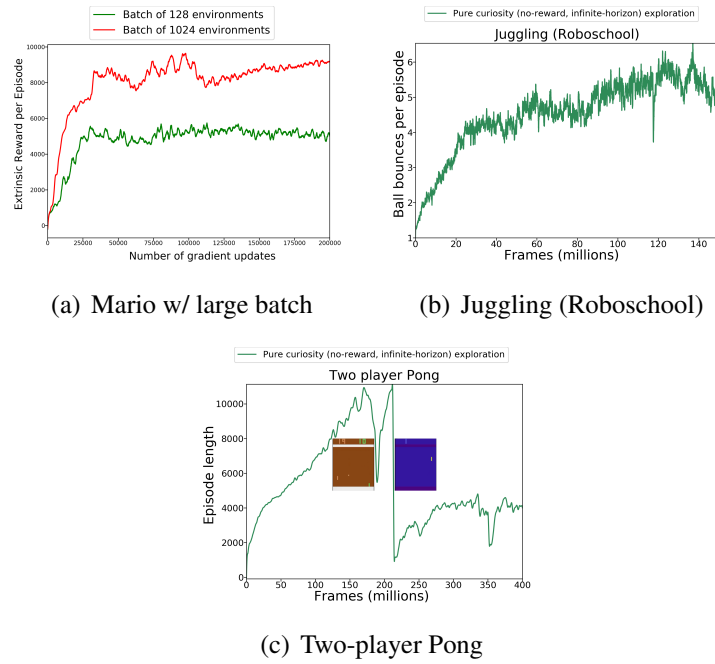 Batch of 128 environments
Batch of 1024 environments
10000
8000
6000
4000
2000
0
Extrinsic Reward per Episode
0 25000 50000 75000 100000 125000 150000 175000 200000
Number of gradient updates
(a) Mario w/ large batch
Pure curiosity (no-reward, infinite-horizon) exploration
Juggling (Roboschool)
6
5
4
3
2
1
Ball bounces per episode
0 20 40 60 80 100 120 140
Frames (millions)
(b) Juggling (Roboschool)
Pure curiosity (no-reward, infinite-horizon) exploration
Two player Pong
10000
8000
6000
4000
2000
0
Episode length
0 50 100 150 200 250 300 350 400
Frames (millions)
(c) Two-player Pong